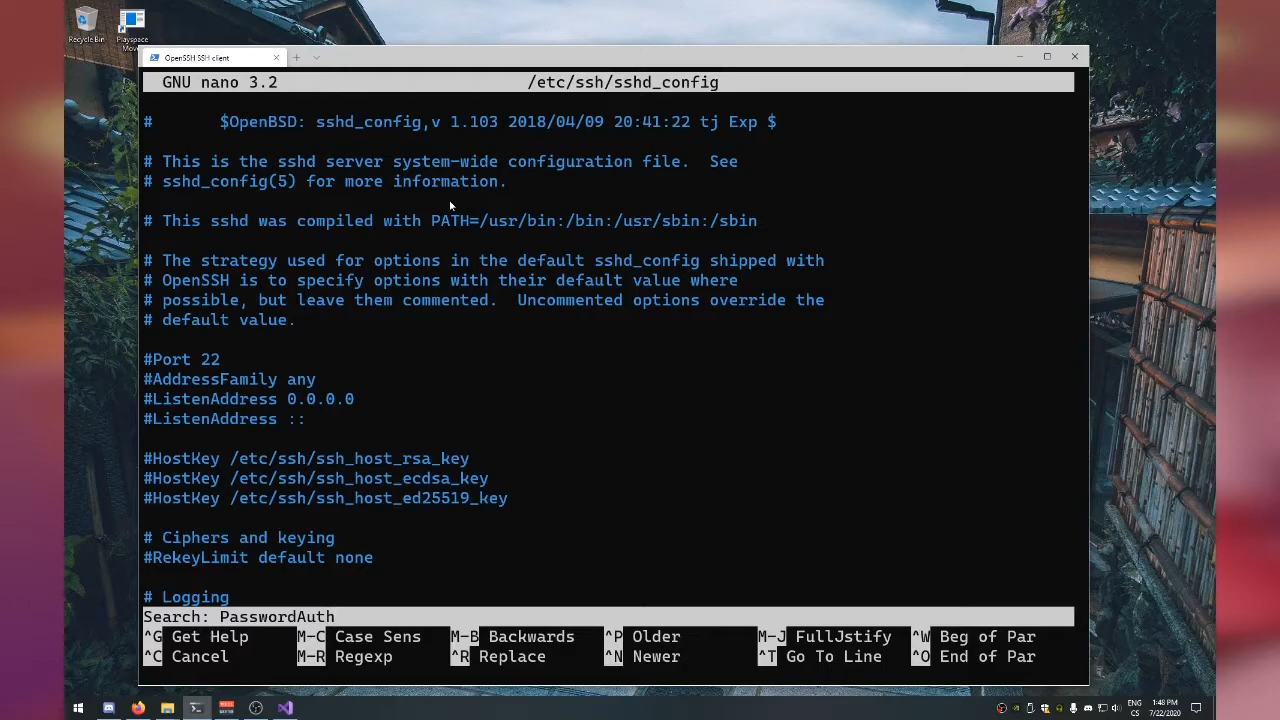 Recycle Bin
Playspace
Mov
OpenSSH SSH client
GNU nano 3.2 /etc/ssh/sshd_config
# $OpenBSD: sshd_config,v 1.103 2018/04/09 20:41:22 tj Exp $
# This is the sshd server system-wide configuration file. See
# sshd_config(5) for more information.
# This sshd was compiled with PATH=/usr/bin:/bin:/usr/sbin:/sbin
# The strategy used for options in the default sshd_config shipped with
# OpenSSH is to specify options with their default value where
# possible, but leave them commented. Uncommented options override the
# default value.
#Port 22
#AddressFamily any
#ListenAddress 0.0.0.0
#ListenAddress ::
#HostKey /etc/ssh/ssh_host_rsa_key
#HostKey /etc/ssh/ssh_host_ecdsa_key
#HostKey /etc/ssh/ssh_host_ed25519_key
# Ciphers and keying
#RekeyLimit default none
# Logging
Search: PasswordAuth
^G Get Help M-C Case Sens M-B Backwards ^P Older M-J FullJstify ^W Beg of Par
^C Cancel M-R Regexp ^R Replace ^N Newer ^T Go To Line ^O End of Par
ENG
CS
1:48 PM
7/22/2020